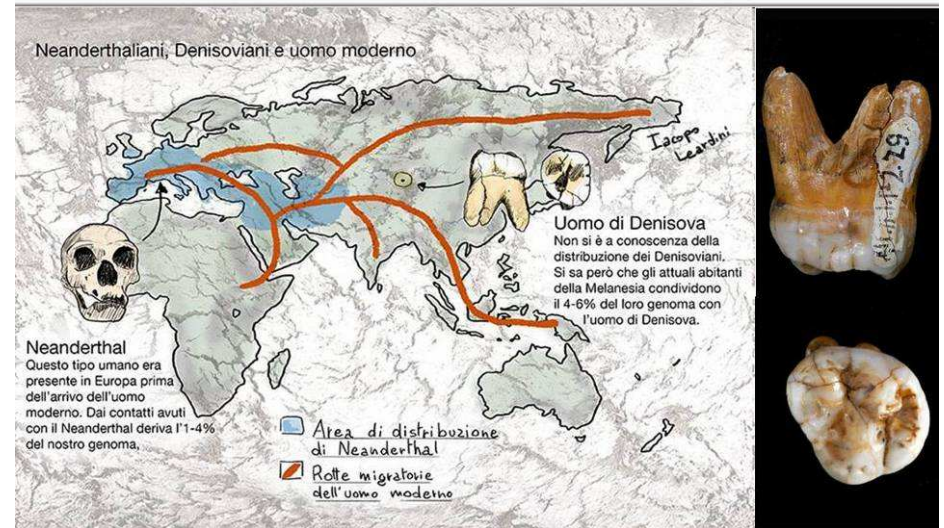 Neanderthaliani, Denisoviani e uomo moderno
Iacopo
Leardini
Uomo di Denisova
Non si è a conoscenza della
distribuzione dei Denisoviani.
Si sa però che gli attuali abitanti
della Melanesia condividono
il 4-6% del loro genoma con
l'uomo di Denisova.
Neanderthal
Questo tipo umano era
presente in Europa prima
dell'arrivo dell'uomo
moderno. Dai contatti avuti
con il Neanderthal deriva l'1-4%
del nostro genoma,
Area di distribuzione
di Neanderthal
Rotte migratorie
dell'uomo moderno